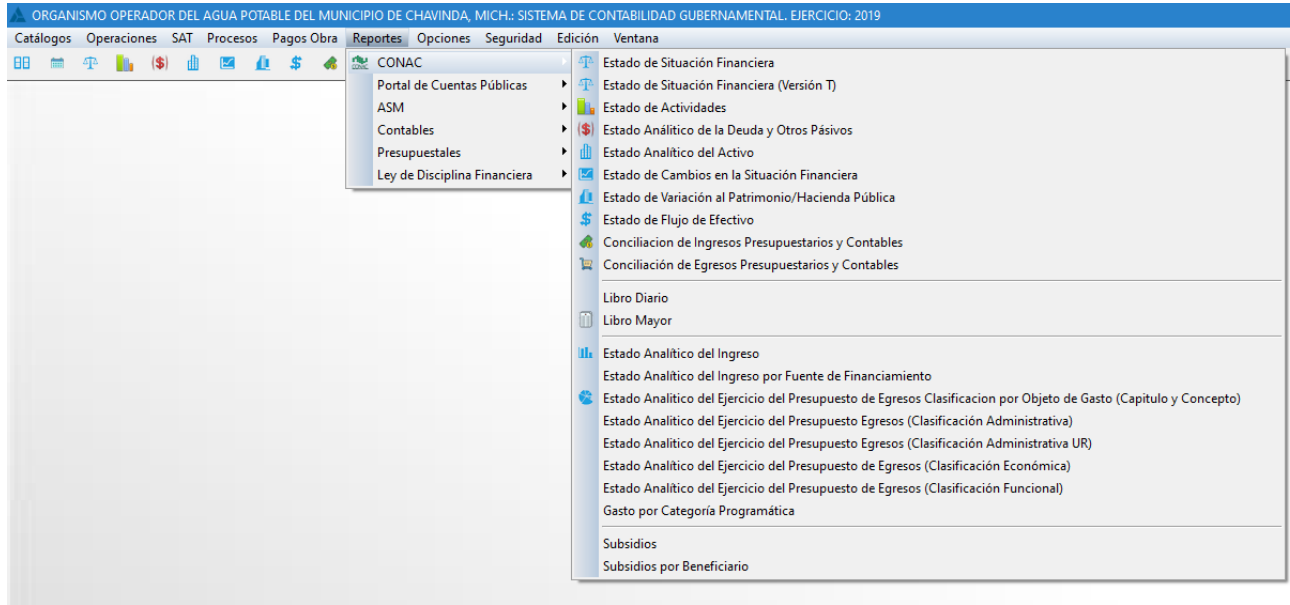 ORGANISMO OPERADOR DEL AGUA POTABLE DEL MUNICIPIO DE CHAVINDA, MICH.: SISTEMA DE CONTABILIDAD GUBERNAMENTAL. EJERCICIO: 2019
Catálogos Operaciones SAT Procesos Pagos Obra Reportes Opciones Seguridad Edición Ventana
CONAC
Portal de Cuentas Públicas
ASM
Contables
Presupuestales
Ley de Disciplina Financiera
Estado de Situación Financiera
Estado de Situación Financiera (Versión T)
Estado de Actividades
Estado Análitico de la Deuda y Otros Pásivos
Estado Analítico del Activo
Estado de Cambios en la Situación Financiera
Estado de Variación al Patrimonio/Hacienda Pública
Estado de Flujo de Efectivo
Conciliacion de Ingresos Presupuestarios y Contables
Conciliación de Egresos Presupuestarios y Contables
Libro Diario
Libro Mayor
Estado Analítico del Ingreso
Estado Analítico del Ingreso por Fuente de Financiamiento
Estado Analitico del Ejercicio del Presupuesto de Egresos Clasificacion por Objeto de Gasto (Capitulo y Concepto)
Estado Analitico del Ejercicio del Presupuesto Egresos (Clasificación Administrativa)
Estado Analitico del Ejercicio del Presupuesto Egresos (Clasificación Administrativa UR)
Estado Analítico del Ejercicio del Presupuesto de Egresos (Clasificación Económica)
Estado Analítico del Ejercicio del Presupuesto de Egresos (Clasificación Funcional)
Gasto por Categoría Programática
Subsidios
Subsidios por Beneficiario